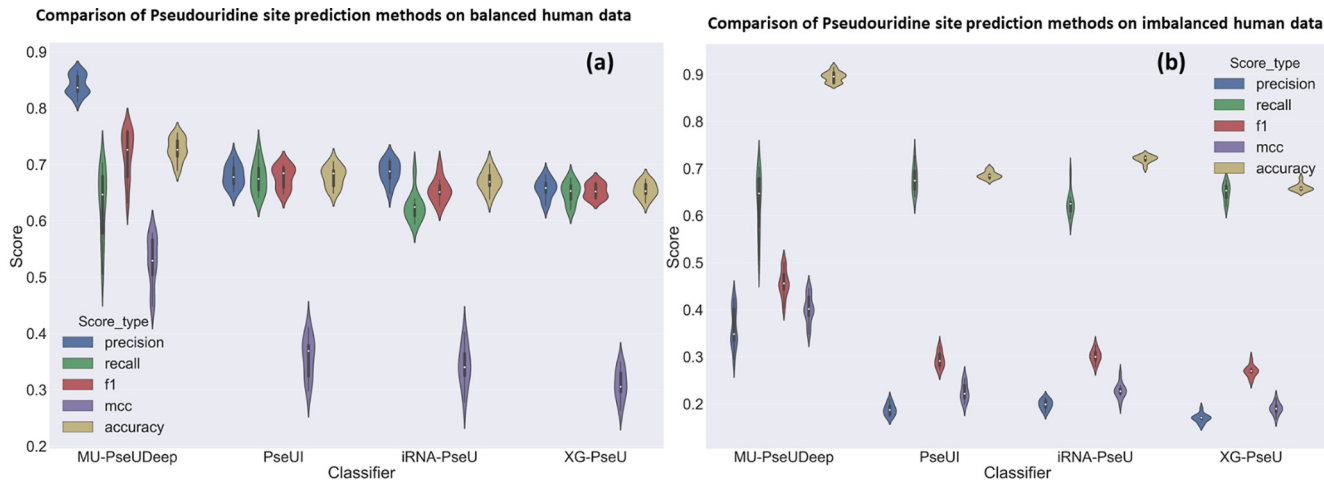 Comparison of Pseudouridine site prediction methods on balanced human data
(a)
0.9
0.8
0.7
0.6
0.5
0.4
0.3
0.2
Score
Score_type
precision
recall
f1
mcc
accuracy
MU-PseUDeep PseUI iRNA-PseU XG-PseU
Classifier
Comparison of Pseudouridine site prediction methods on imbalanced human data
(b)
Score_type
precision
recall
f1
mcc
accuracy
0.9
0.8
0.7
0.6
0.5
0.4
0.3
0.2
Score
MU-PseUDeep PseUI iRNA-PseU XG-PseU
Classifier